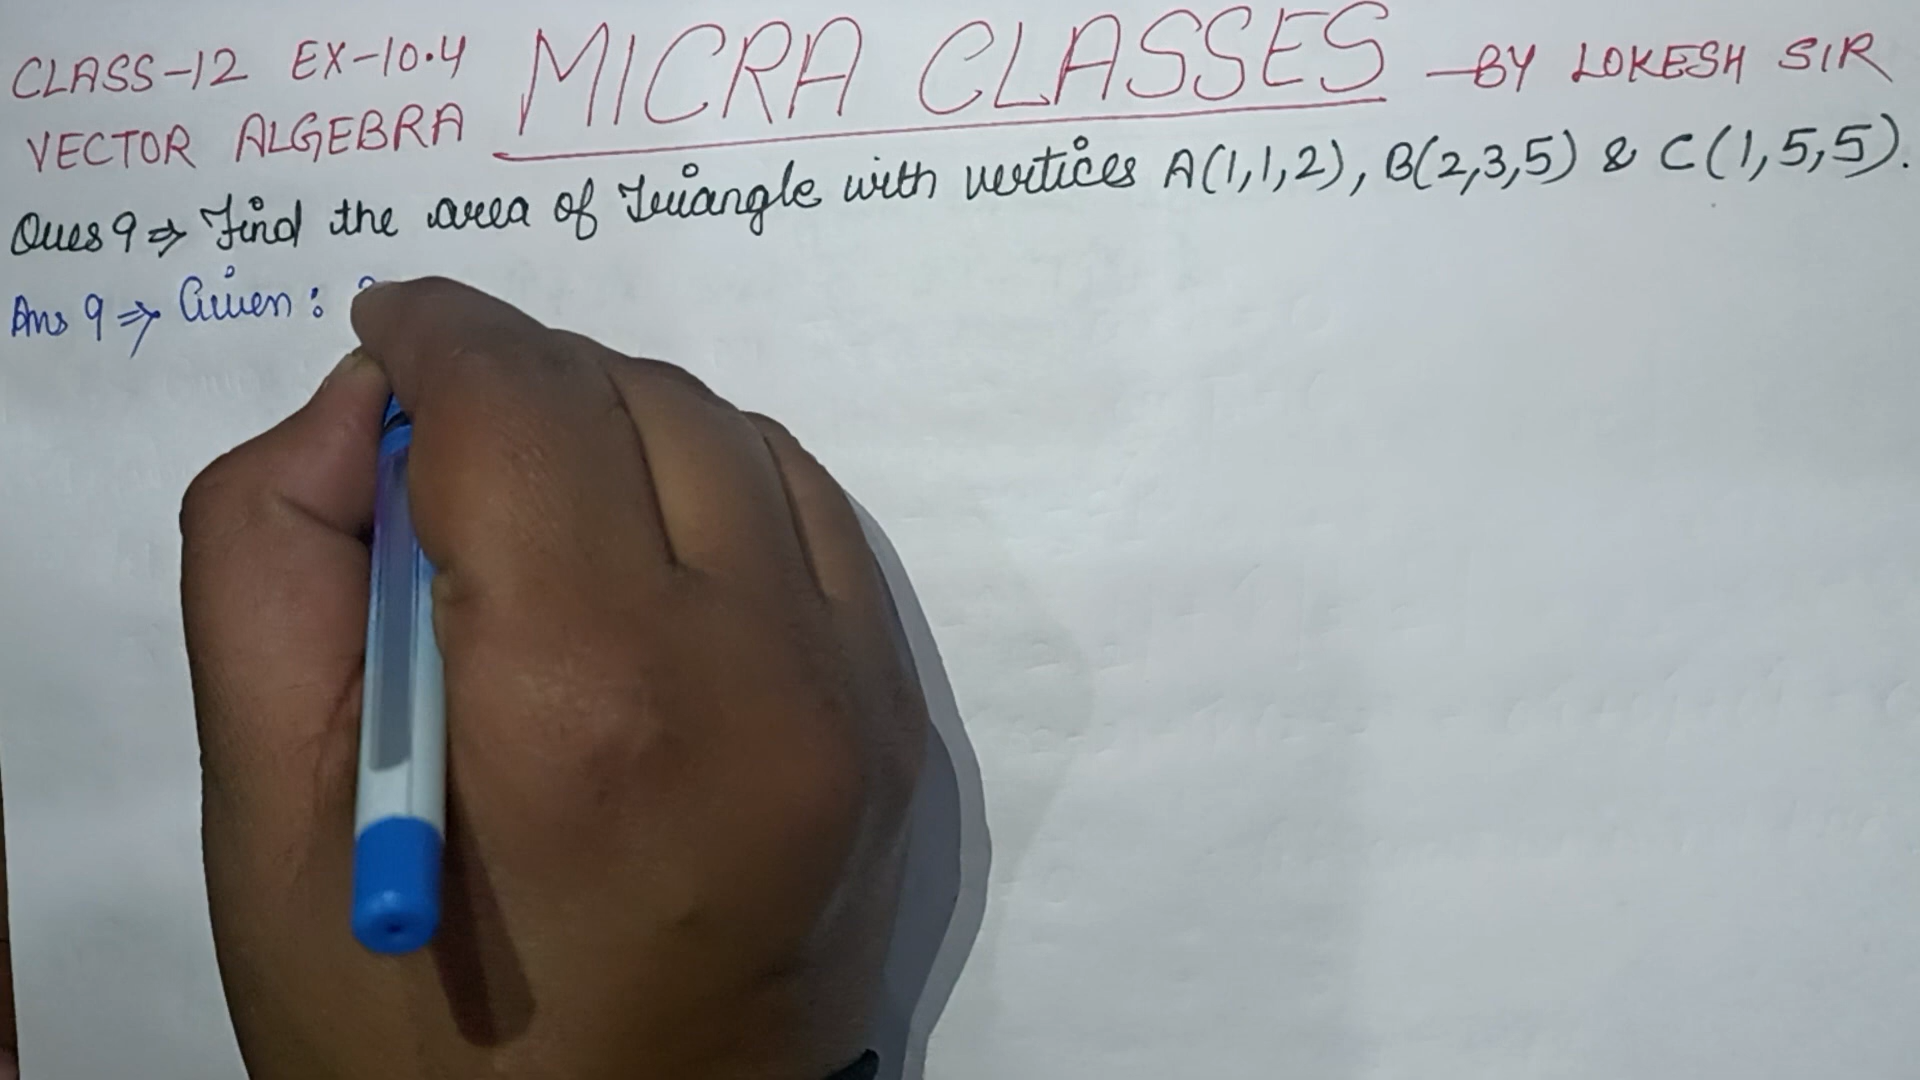 CLASS-12 EX-10.4 MICRA CLASSES -BY LOKESH SIR
VECTOR ALGEBRA
Ques 9⇒ Find the area of Triangle with vertices A(1,1,2), B(2,3,5) & C(1,5,5).
Ans 9⇒ Given :